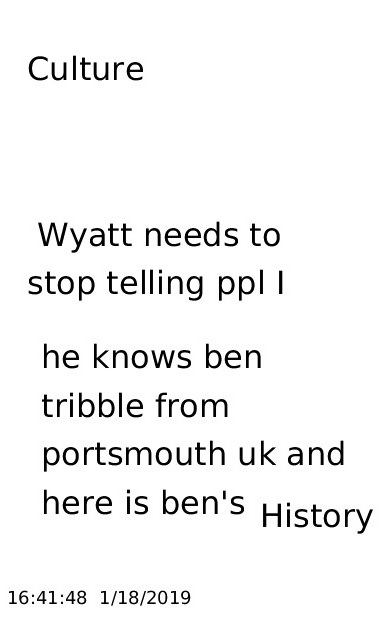 Culture
Wyatt needs to
stop telling ppl I
he knows ben
tribble from
portsmouth uk and
here is ben's
History
16:41:48 1/18/2019